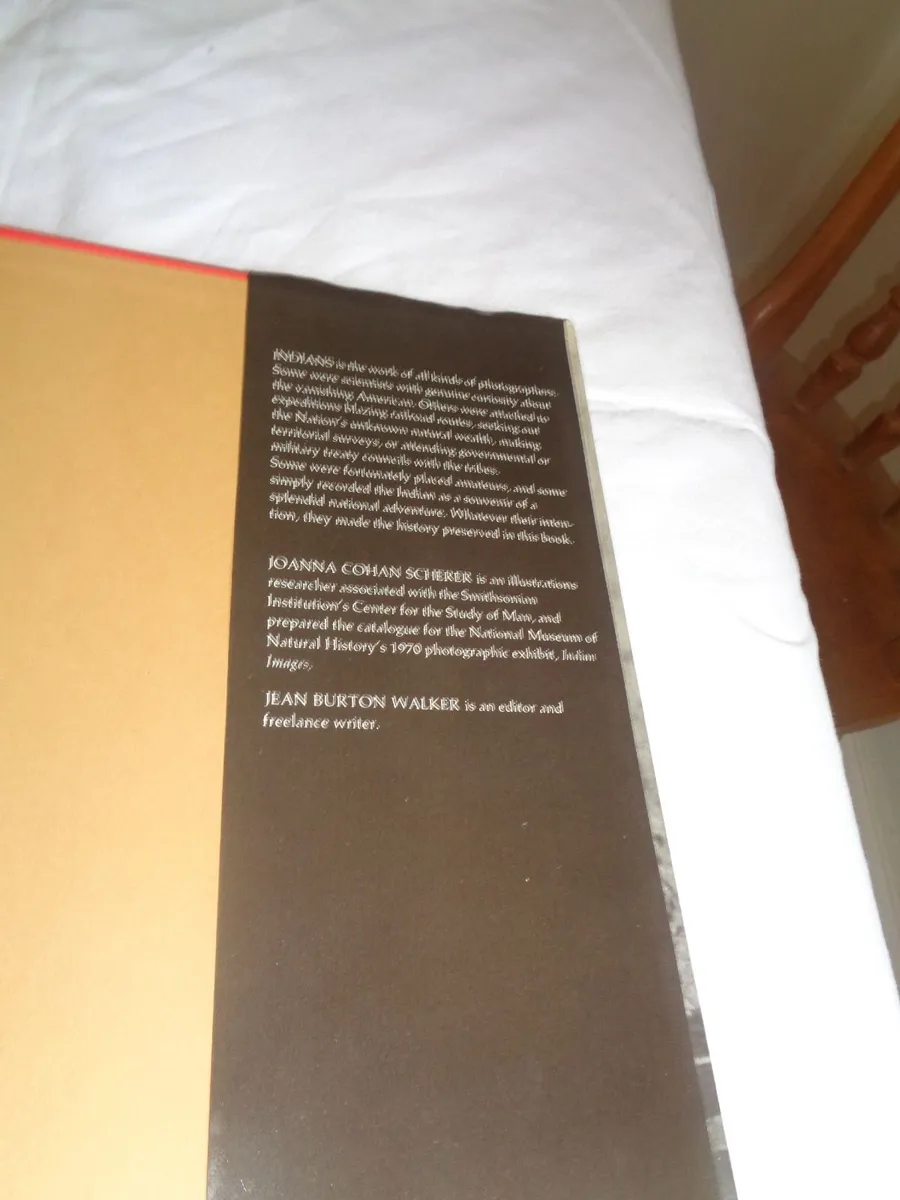 INDIANS is the work of all kinds of photographers.
Some were scientists with genuine curiosity about
the vanishing American. Others were attached to
expeditions blazing railroad routes, seeking out
the Nation's unknown natural wealth, making
territorial surveys, or attending governmental or
military treaty councils with the tribes.
Some were fortunately placed amateurs, and some
simply recorded the Indian as a souvenir of a
splendid national adventure. Whatever their inten-
tion, they made the history preserved in this book.
JOANNA COHAN SCHERER is an illustrations
researcher associated with the Smithsonian
Institution's Center for the Study of Man, and
prepared the catalogue for the National Museum of
Natural History's 1970 photographic exhibit, Indian
Images.
JEAN BURTON WALKER is an editor and
freelance writer.